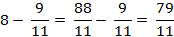 8 − 9/11 = 88/11 − 9/11 = 79/11